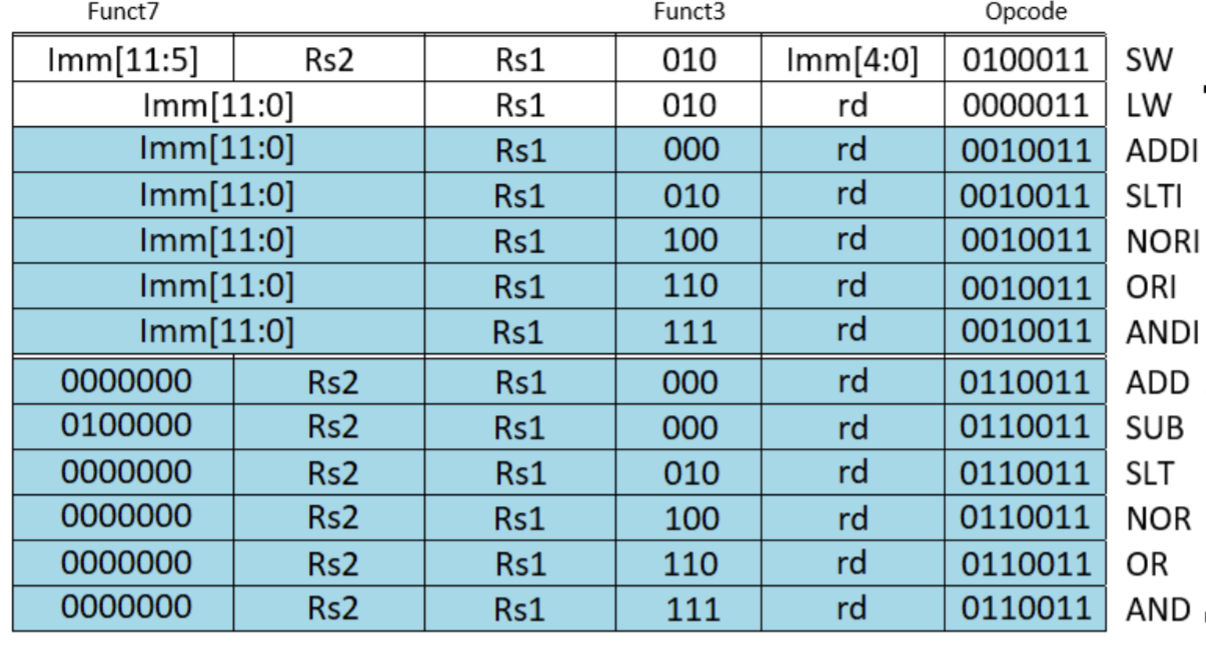 Funct7 Funct3 Opcode
Imm[11:5] Rs2 Rs1 010 Imm[4:0] 0100011 SW
Imm[11:0] Rs1 010 rd 0000011 LW
Imm[11:0] Rs1 000 rd 0010011 ADDI
Imm[11:0] Rs1 010 rd 0010011 SLTI
Imm[11:0] Rs1 100 rd 0010011 NORI
Imm[11:0] Rs1 110 rd 0010011 ORI
Imm[11:0] Rs1 111 rd 0010011 ANDI
0000000 Rs2 Rs1 000 rd 0110011 ADD
0100000 Rs2 Rs1 000 rd 0110011 SUB
0000000 Rs2 Rs1 010 rd 0110011 SLT
0000000 Rs2 Rs1 100 rd 0110011 NOR
0000000 Rs2 Rs1 110 rd 0110011 OR
0000000 Rs2 Rs1 111 rd 0110011 AND